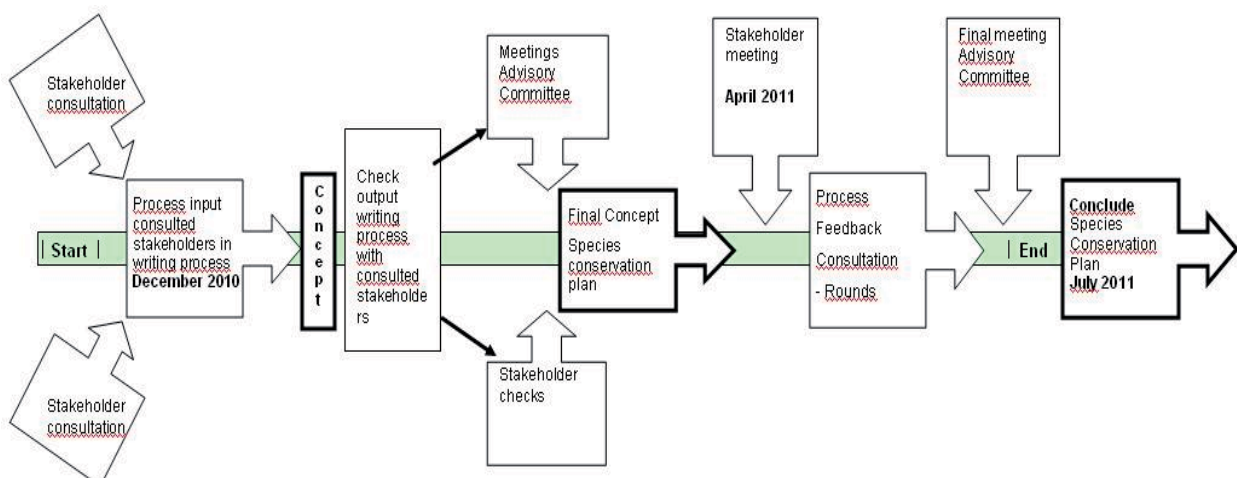 Stakeholder
consultation
Stakeholder
consultation
| Start |
Process input
consulted
stakeholders in
writing process
December 2010
C
o
n
c
e
p
t
Check
output
writing
process
with
consulted
stakeholde
rs
Meetings
Advisory
Committee
Stakeholder
checks
Final Concept
Species
conservation
plan
Stakeholder
meeting
April 2011
Process
Feedback
Consultation
- Rounds
Final meeting
Advisory
Committee
| End |
Conclude
Species
Conservation
Plan
July 2011